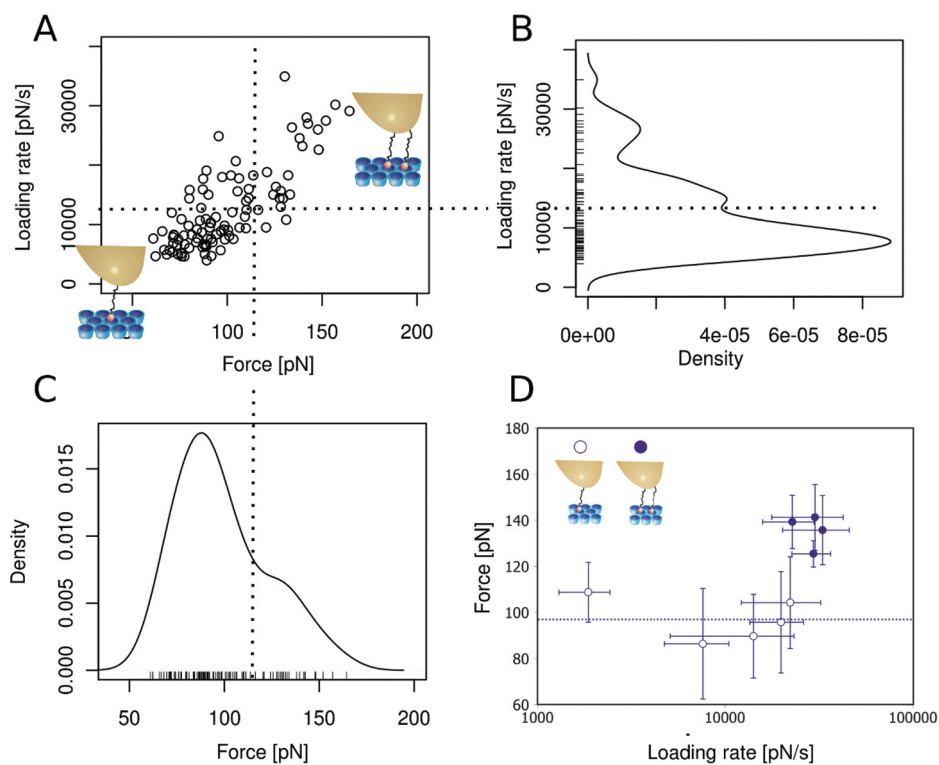 A
Loading rate [pN/s]
30000
10000
0
100
150
200
Force [pN]
B
Loading rate [pN/s]
30000
10000
0
0e+00
4e-05
6e-05
8e-05
Density
C
Density
0.015
0.010
0.005
0.000
50
100
150
200
Force [pN]
D
Force [pN]
180
160
140
120
100
80
60
1000
10000
100000
Loading rate [pN/s]